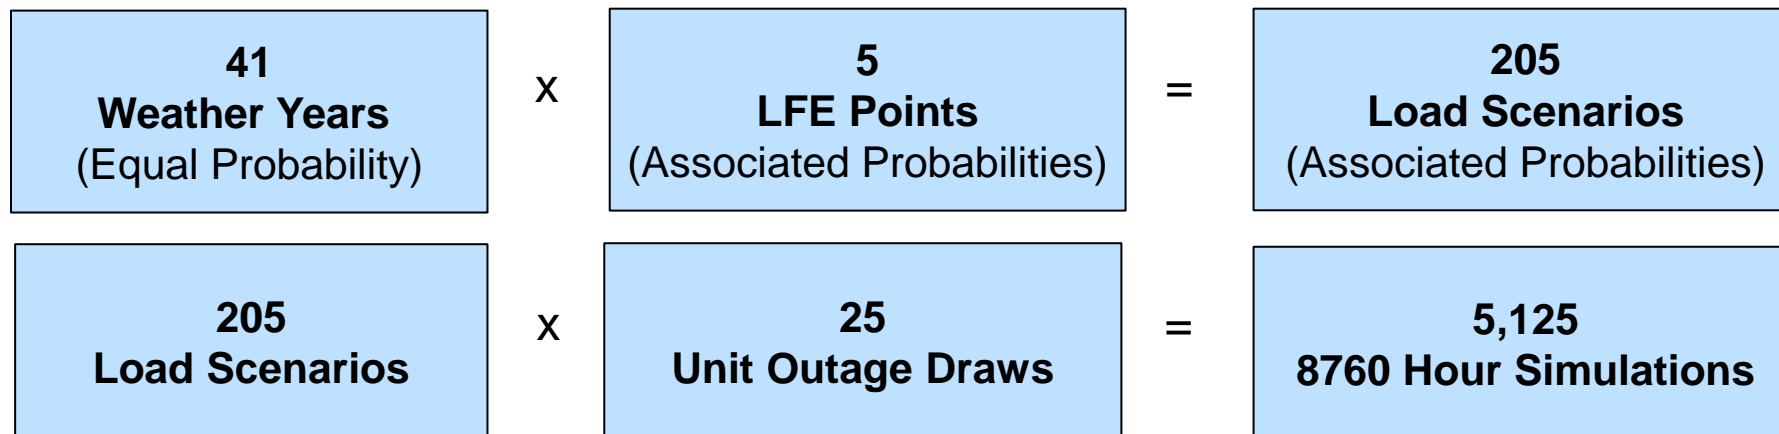 41
Weather Years
(Equal Probability)
x
5
LFE Points
(Associated Probabilities)
=
205
Load Scenarios
(Associated Probabilities)
205
Load Scenarios
x
25
Unit Outage Draws
=
5,125
8760 Hour Simulations